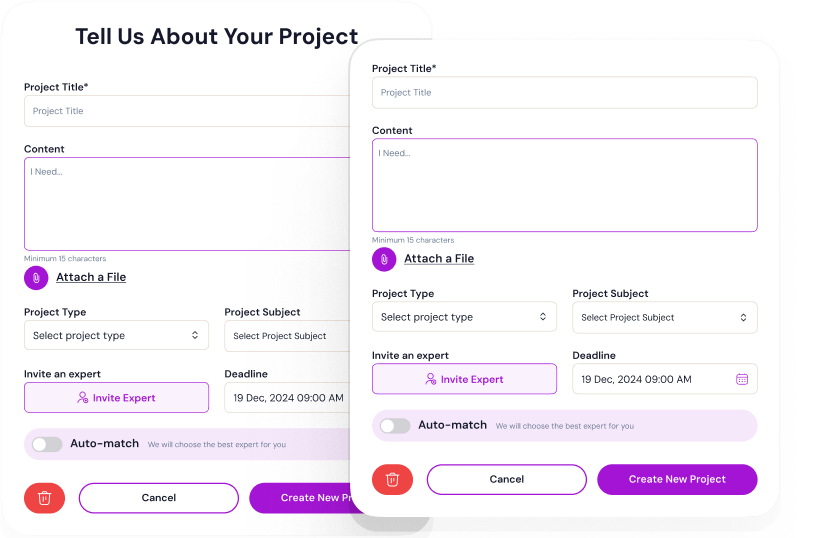 Tell Us About Your Project
Project Title*
Project Title
Content
I Need...
Minimum 15 characters
Attach a File
Project Type
Project Subject
Select project type
Select Project Subject
Invite an expert
Deadline
Invite Expert
19 Dec, 2024 09:00 AM
Auto-match
We will choose the best expert for you
Cancel
Create New Pr
Project Title*
Project Title
Content
I Need...
Minimum 15 characters
Attach a File
Project Type
Project Subject
Select project type
Select Project Subject
Invite an expert
Deadline
Invite Expert
19 Dec, 2024 09:00 AM
Auto-match
We will choose the best expert for you
Cancel
Create New Project